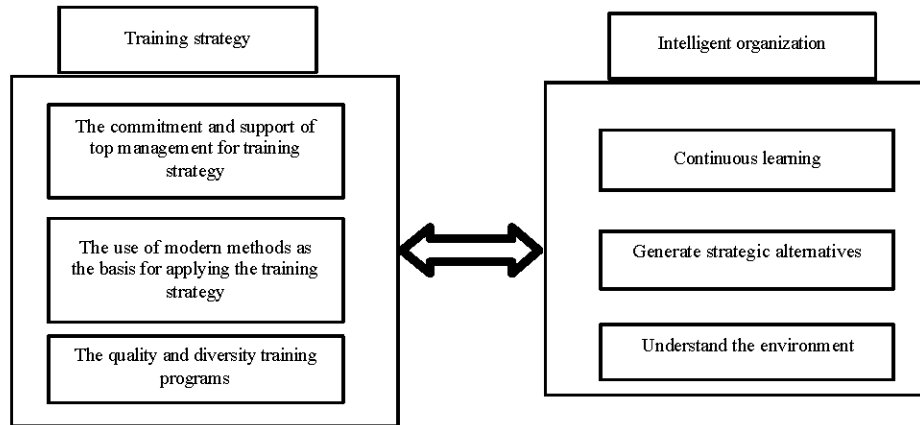 Training strategy
The commitment and support of
top management for training
strategy
The use of modern methods as
the basis for applying the training
strategy
The quality and diversity training
programs
Intelligent organization
Continuous learning
Generate strategic alternatives
Understand the environment